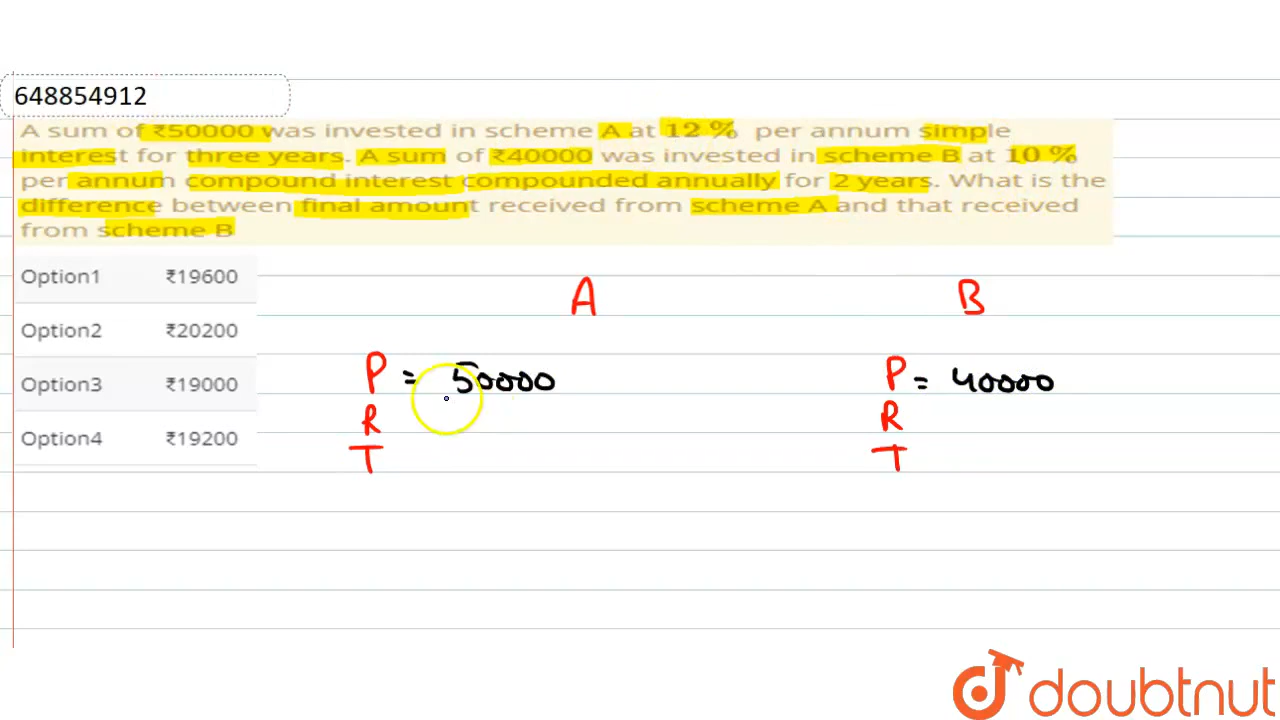 648854912
A sum of ₹50000 was invested in scheme A at 12 % per annum simple
interest for three years. A sum of ₹40000 was invested in scheme B at 10 %
per annum compound interest compounded annually for 2 years. What is the
difference between final amount received from scheme A and that received
from scheme B
Option1 ₹19600
Option2 ₹20200
Option3 ₹19000
Option4 ₹19200
A B
P = 50000 P = 40000
R R
T T
doubtnut